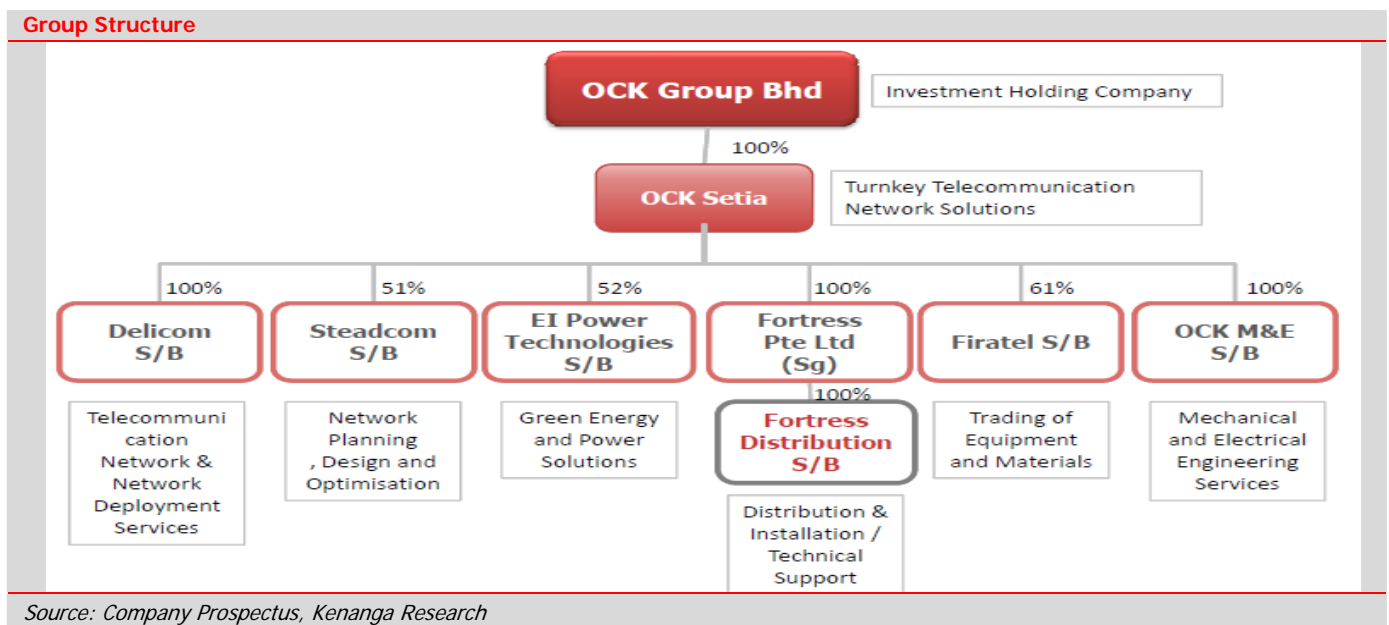 Group Structure
OCK Group Bhd
Investment Holding Company
100%
OCK Setia
Turnkey Telecommunication
Network Solutions
100%
51%
52%
100%
61%
100%
Delicom
S/B
Steadcom
S/B
EI Power
Technologies
S/B
Fortress
Pte Ltd
(Sg)
Firatel S/B
OCK M&E
S/B
100%
Fortress
Distribution
S/B
Telecommuni
cation
Network &
Network
Deployment
Services
Network
Planning
, Design and
Optimisation
Green Energy
and Power
Solutions
Distribution &
Installation /
Technical
Support
Trading of
Equipment
and Materials
Mechanical
and Electrical
Engineering
Services
Source: Company Prospectus, Kenanga Research